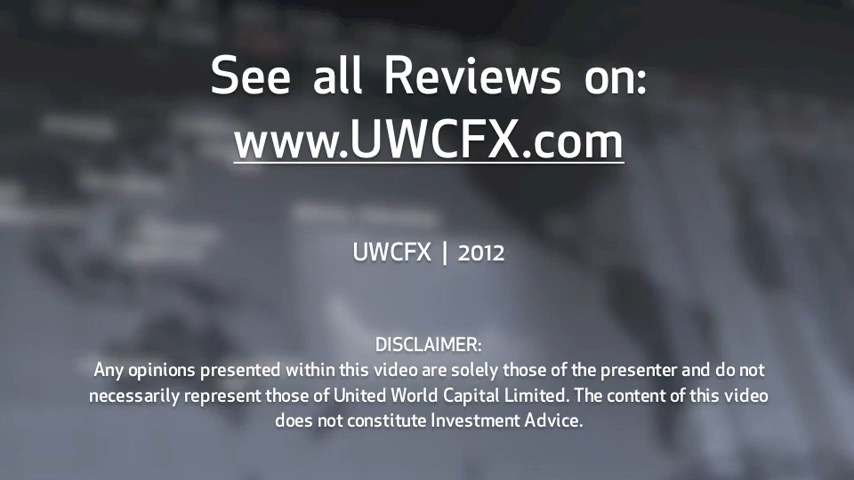 See all Reviews on:
www.UWCFX.com
UWCFX | 2012
DISCLAIMER:
Any opinions presented within this video are solely those of the presenter and do not
necessarily represent those of United World Capital Limited. The content of this video
does not constitute Investment Advice.